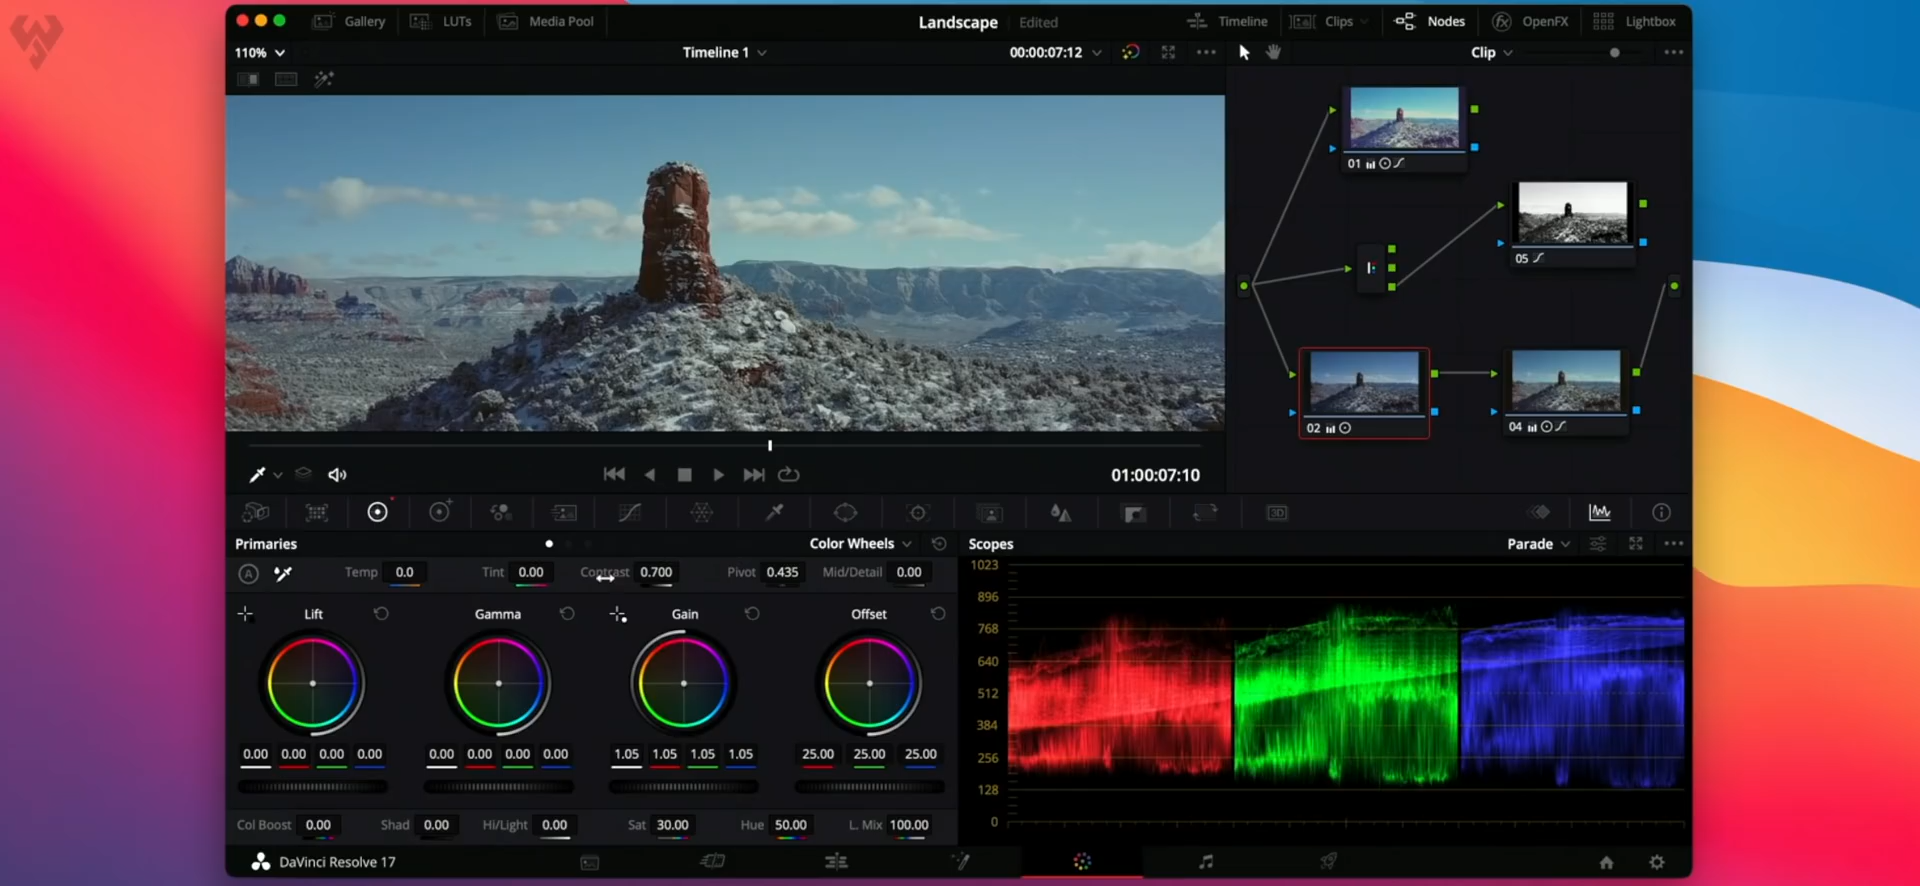 Gallery LUTs Media Pool Landscape Edited Timeline Clips Nodes OpenFX Lightbox
110% Timeline 1 00:00:07:12 Clip
01
05
02 04
01:00:07:10
3D
Primaries Color Wheels Scopes Parade
A Temp 0.0 Tint 0.00 Contrast 0.700 Pivot 0.435 Mid/Detail 0.00
Lift Gamma Gain Offset
0.00 0.00 0.00 0.00 0.00 0.00 0.00 0.00 1.05 1.05 1.05 1.05 25.00 25.00 25.00
Col Boost 0.00 Shad 0.00 Hi/Light 0.00 Sat 30.00 Hue 50.00 L. Mix 100.00
1023
896
768
640
512
384
256
128
0
DaVinci Resolve 17